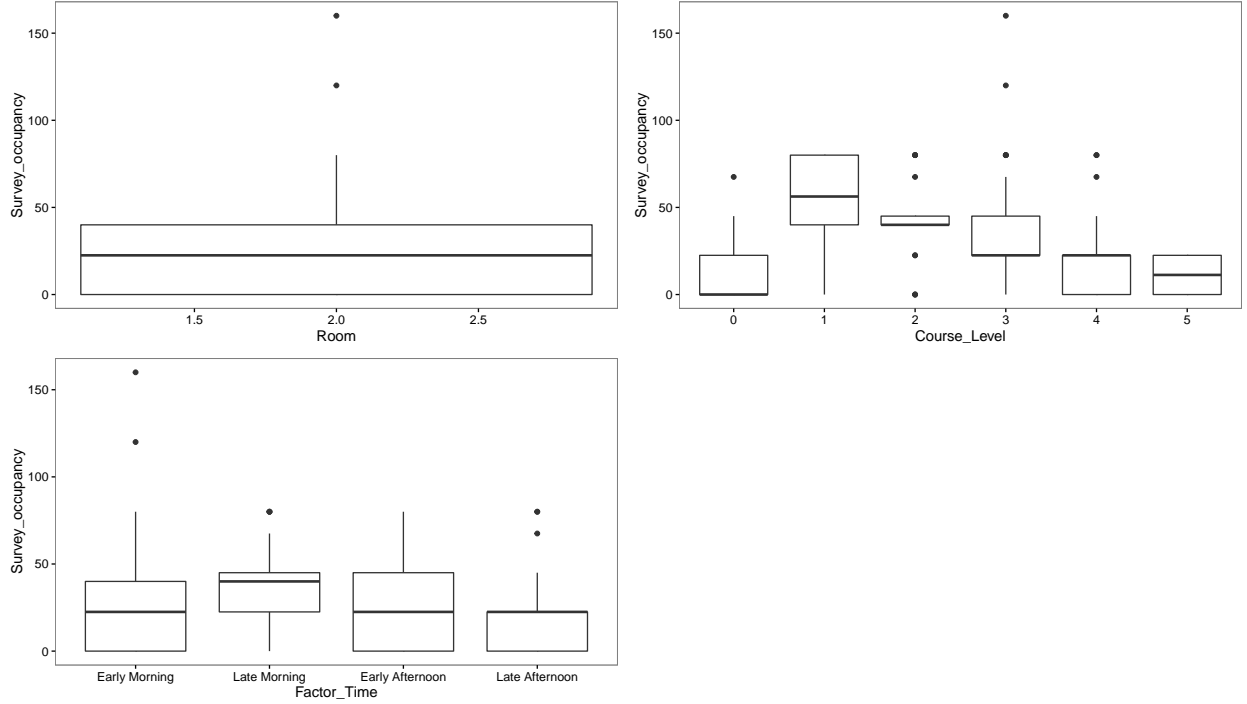 Survey_occupancy
150
100
50
0
1.5 2.0 2.5
Room
Survey_occupancy
150
100
50
0
0 1 2 3 4 5
Course_Level
Survey_occupancy
150
100
50
0
Early Morning Late Morning Early Afternoon Late Afternoon
Factor_Time